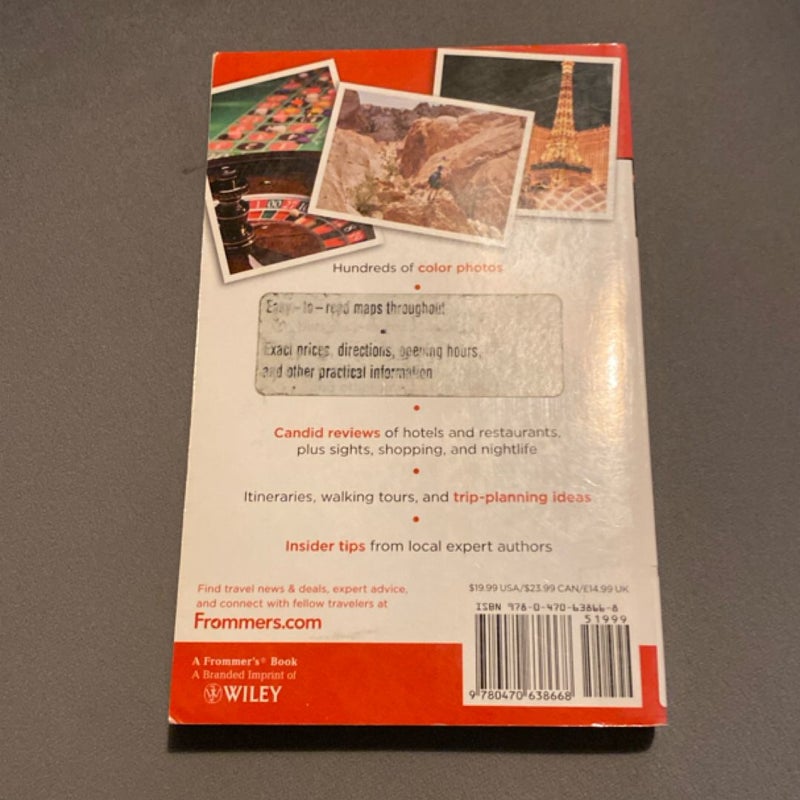 Hundreds of color photos
Easy-to-read maps throughout
Exact prices, directions, opening hours,
and other practical information
Candid reviews of hotels and restaurants,
plus sights, shopping, and nightlife
Itineraries, walking tours, and trip-planning ideas
Insider tips from local expert authors
Find travel news & deals, expert advice,
and connect with fellow travelers at
Frommers.com
$19.99 USA/$23.99 CAN/£14.99 UK
ISBN 978-0-470-63866-8
51999
9 780470 638668
A Frommer's® Book
A Branded Imprint of
WILEY